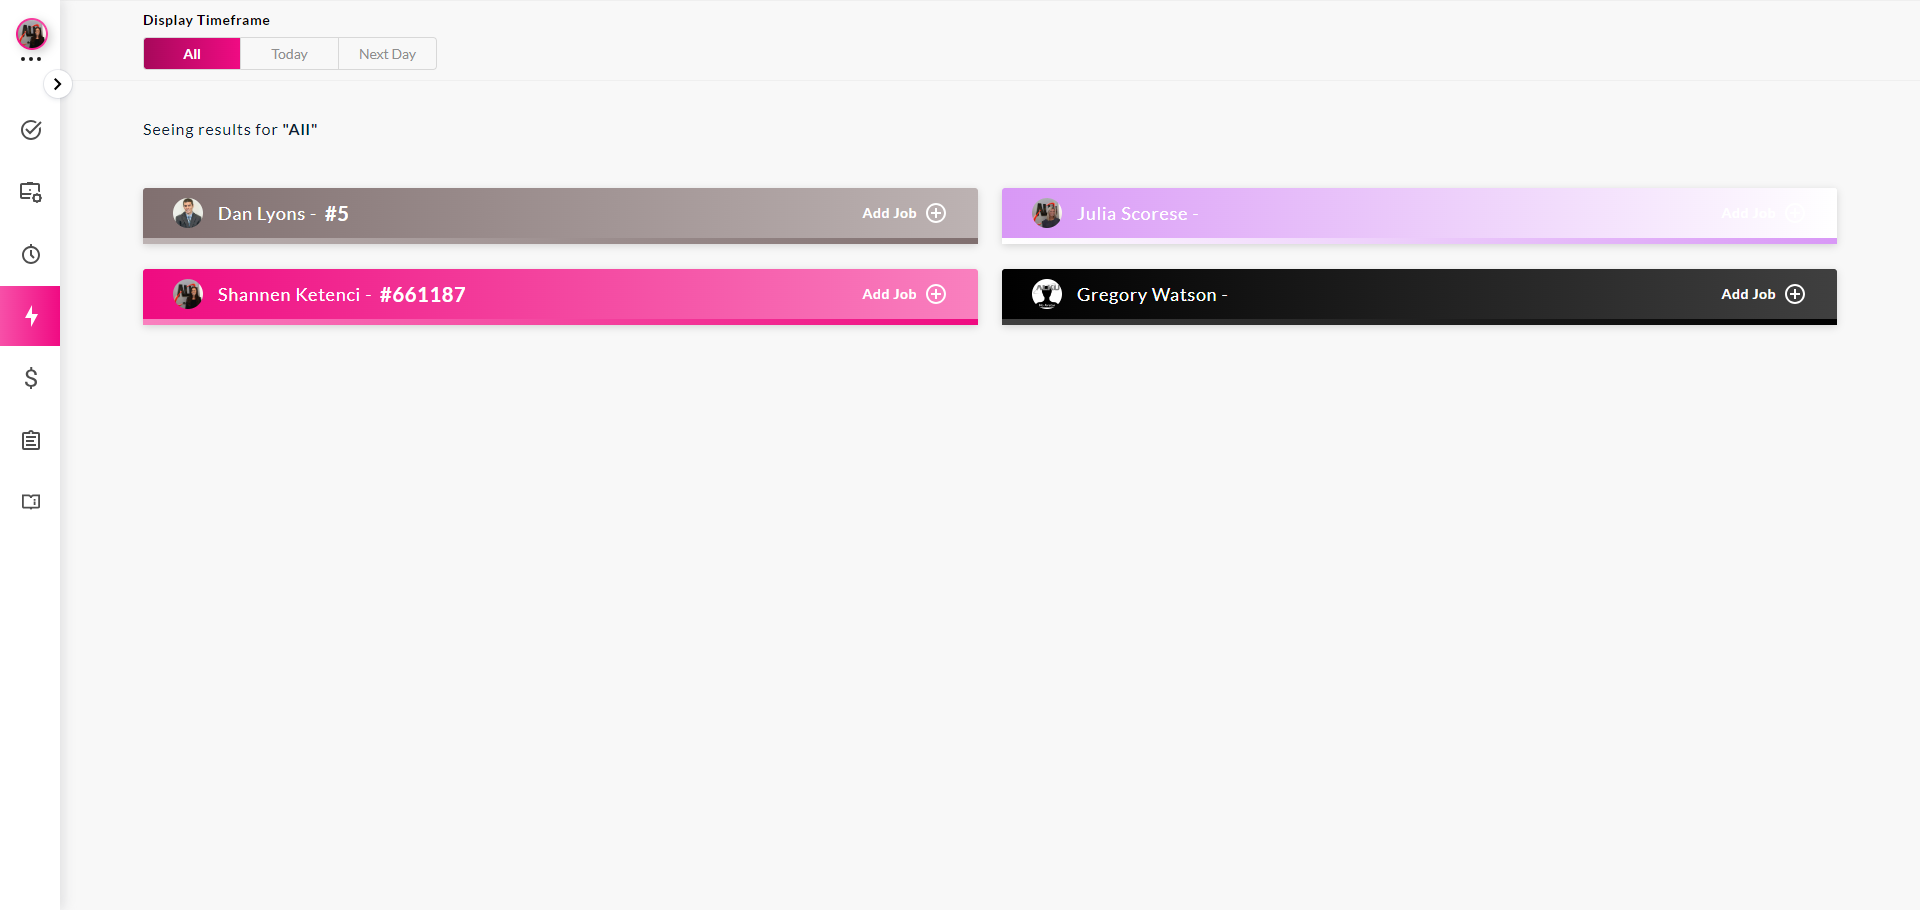 Display Timeframe
All
Today
Next Day
Seeing results for "All"
Dan Lyons - #5
Add Job
Julia Scorese -
Add Job
Shannen Ketenci - #661187
Add Job
Gregory Watson -
Add Job